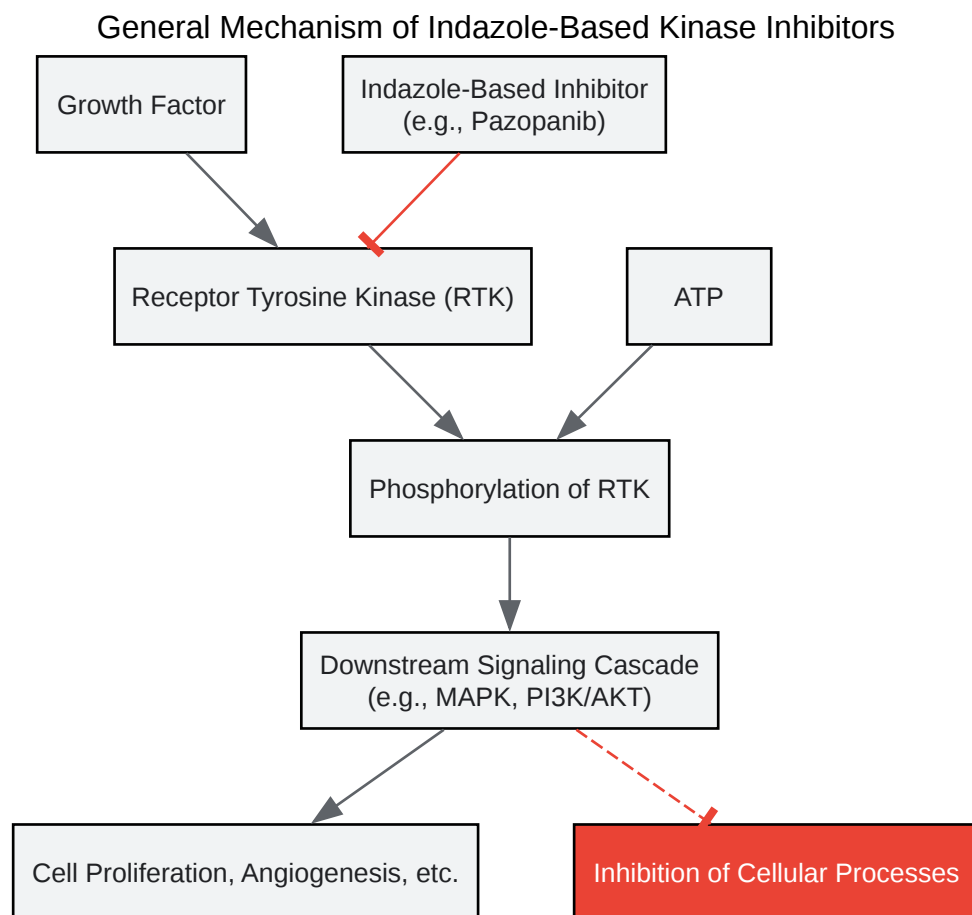 General Mechanism of Indazole-Based Kinase Inhibitors
Growth Factor
Indazole-Based Inhibitor
(e.g., Pazopanib)
Receptor Tyrosine Kinase (RTK)
ATP
Phosphorylation of RTK
Downstream Signaling Cascade
(e.g., MAPK, PI3K/AKT)
Cell Proliferation, Angiogenesis, etc.
Inhibition of Cellular Processes